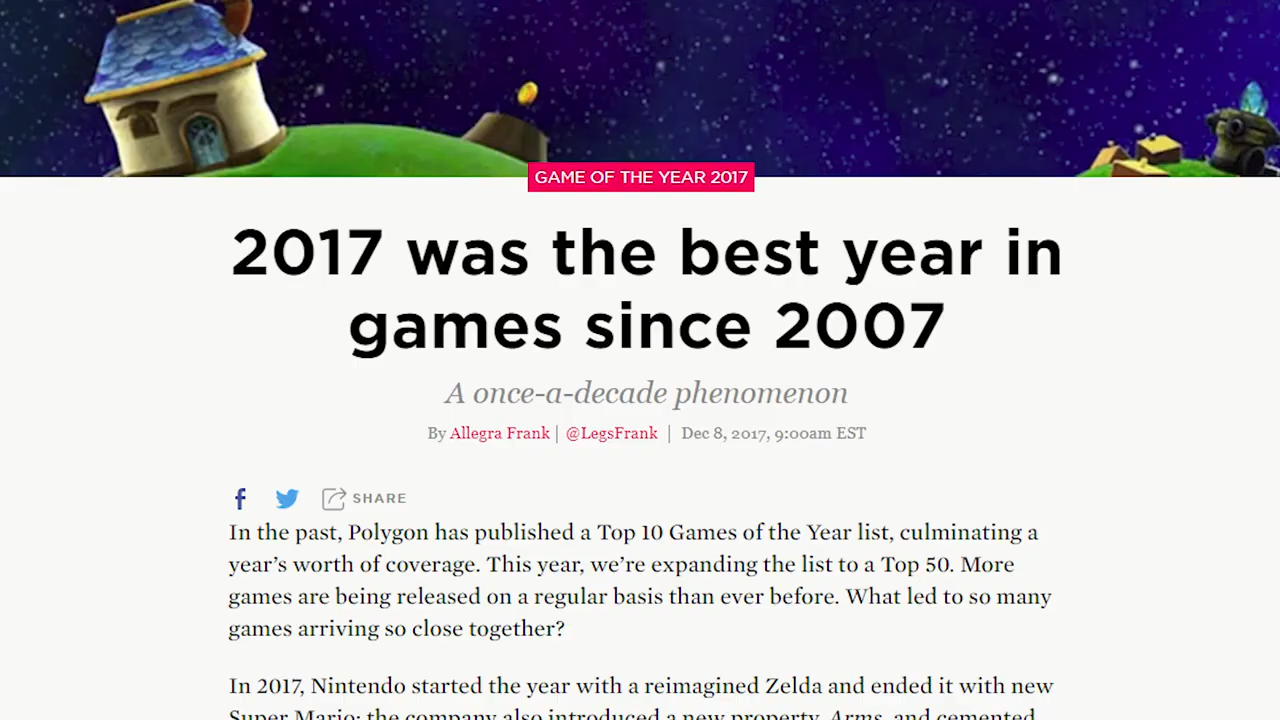 GAME OF THE YEAR 2017
2017 was the best year in
games since 2007
A once-a-decade phenomenon
By Allegra Frank | @LegsFrank | Dec 8, 2017, 9:00am EST
SHARE
In the past, Polygon has published a Top 10 Games of the Year list, culminating a
year’s worth of coverage. This year, we’re expanding the list to a Top 50. More
games are being released on a regular basis than ever before. What led to so many
games arriving so close together?
In 2017, Nintendo started the year with a reimagined Zelda and ended it with new
Super Mario; the company also introduced a new property, Arms, and cemented